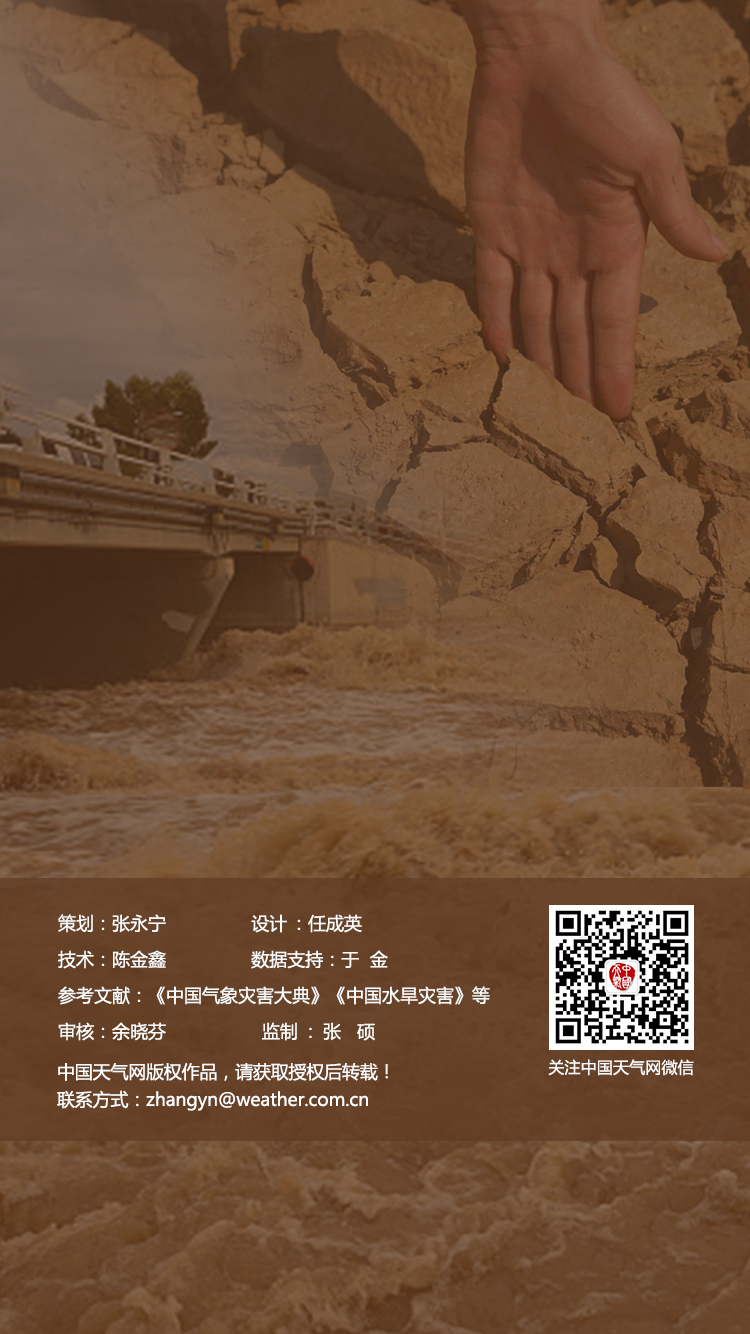 策划：张永宁 设计：任成英
技术：陈金鑫 数据支持：于 金
参考文献：《中国气象灾害大典》《中国水旱灾害》等
审核：余晓芬 监制：张 硕
中国天气网版权作品，请获取授权后转载！
联系方式：zhangyn@weather.com.cn
关注中国天气网微信